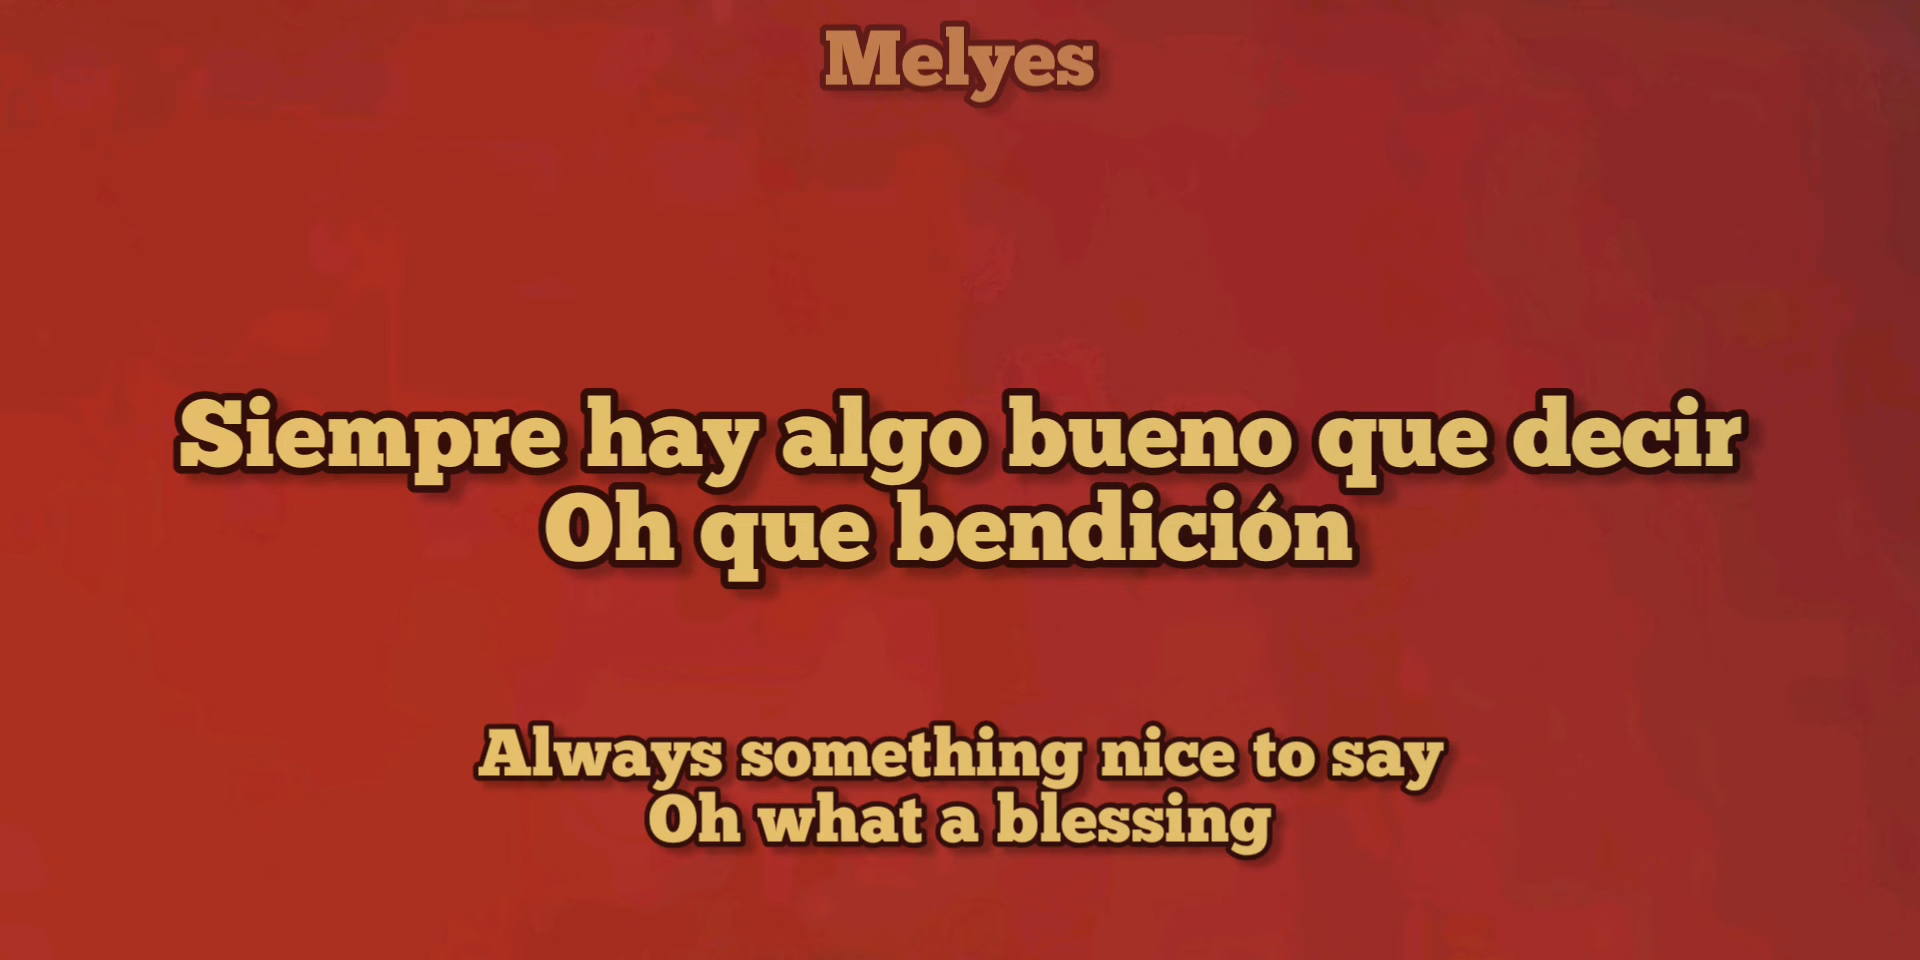 Melyes
Siempre hay algo bueno que decir
Oh que bendición
Always something nice to say
Oh what a blessing